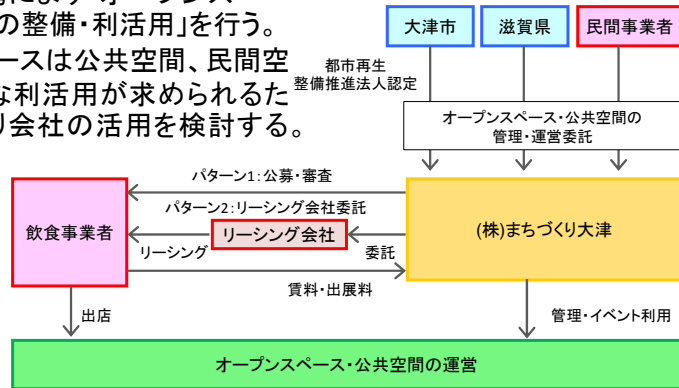 の整備・利活用」を行う。
ースは公共空間、民間空
な利活用が求められるた
り会社の活用を検討する。
大津市
滋賀県
民間事業者
都市再生
整備推進法人認定
オープンスペース・公共空間の
管理・運営委託
パターン1：公募・審査
パターン2：リーシング会社委託
飲食事業者
リーシング会社
(株)まちづくり大津
リーシング
委託
賃料・出展料
出店
管理・イベント利用
オープンスペース・公共空間の運営